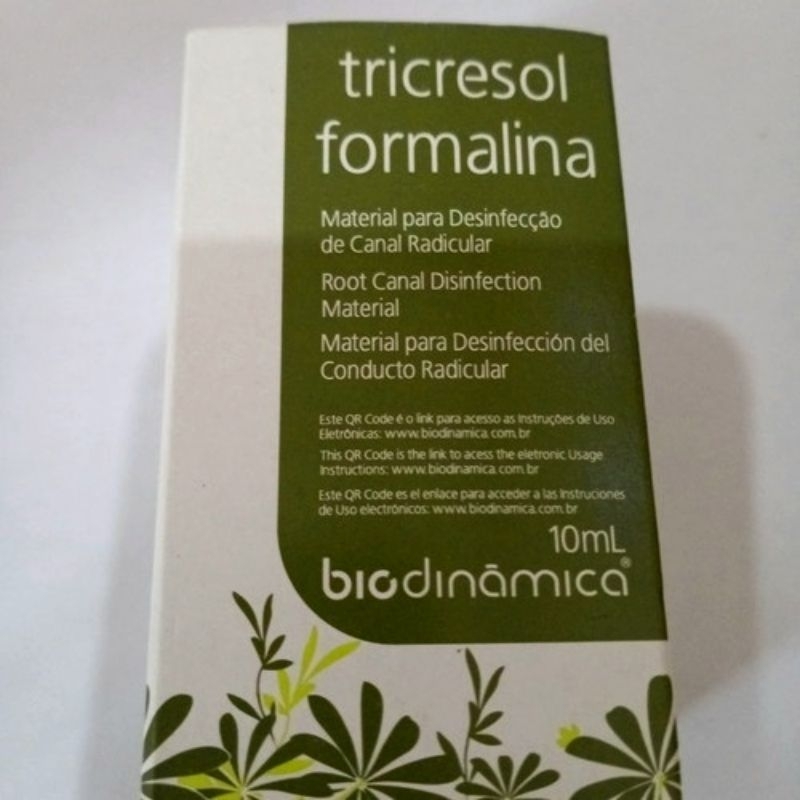 tricresol
formalina
Material para Desinfecção
de Canal Radicular
Root Canal Disinfection
Material
Material para Desinfección del
Conducto Radicular
Este QR Code é o link para acesso as Instruções de Uso
Eletrônicas: www.biodinamica.com.br
This QR Code is the link to acess the eletronic Usage
Instructions: www.biodinamica.com.br
Este QR Code es el enlace para acceder a las Instruciones
de Uso electrónicos: www.biodinamica.com.br
10mL
biodinâmica®